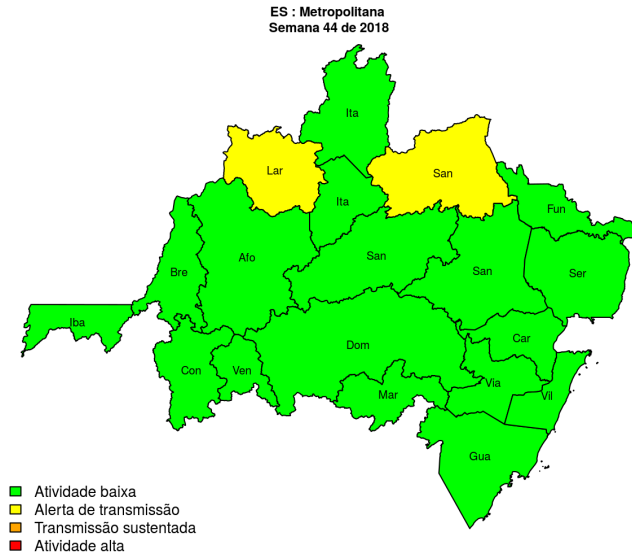 ES : Metropolitana
Semana 44 de 2018
Ita
Lar
San
Ita
Fun
Afo
San
San
Ser
Bre
Iba
Car
Dom
Con
Ven
Via
Mar
Vil
Gua
Atividade baixa
Alerta de transmissão
Transmissão sustentada
Atividade alta